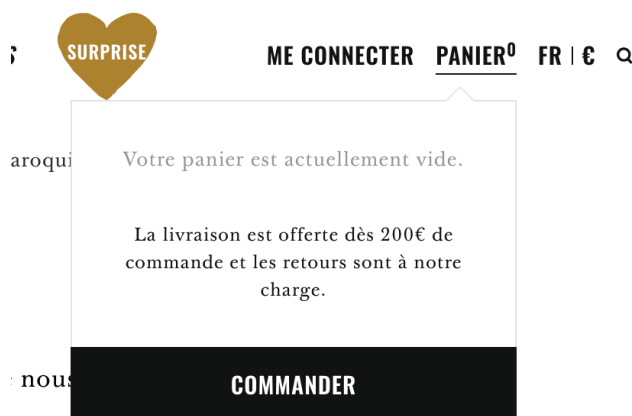 SURPRISE
ME CONNECTER PANIER⁰ FR | €
Votre panier est actuellement vide.
La livraison est offerte dès 200€ de
commande et les retours sont à notre
charge.
nous
COMMANDER